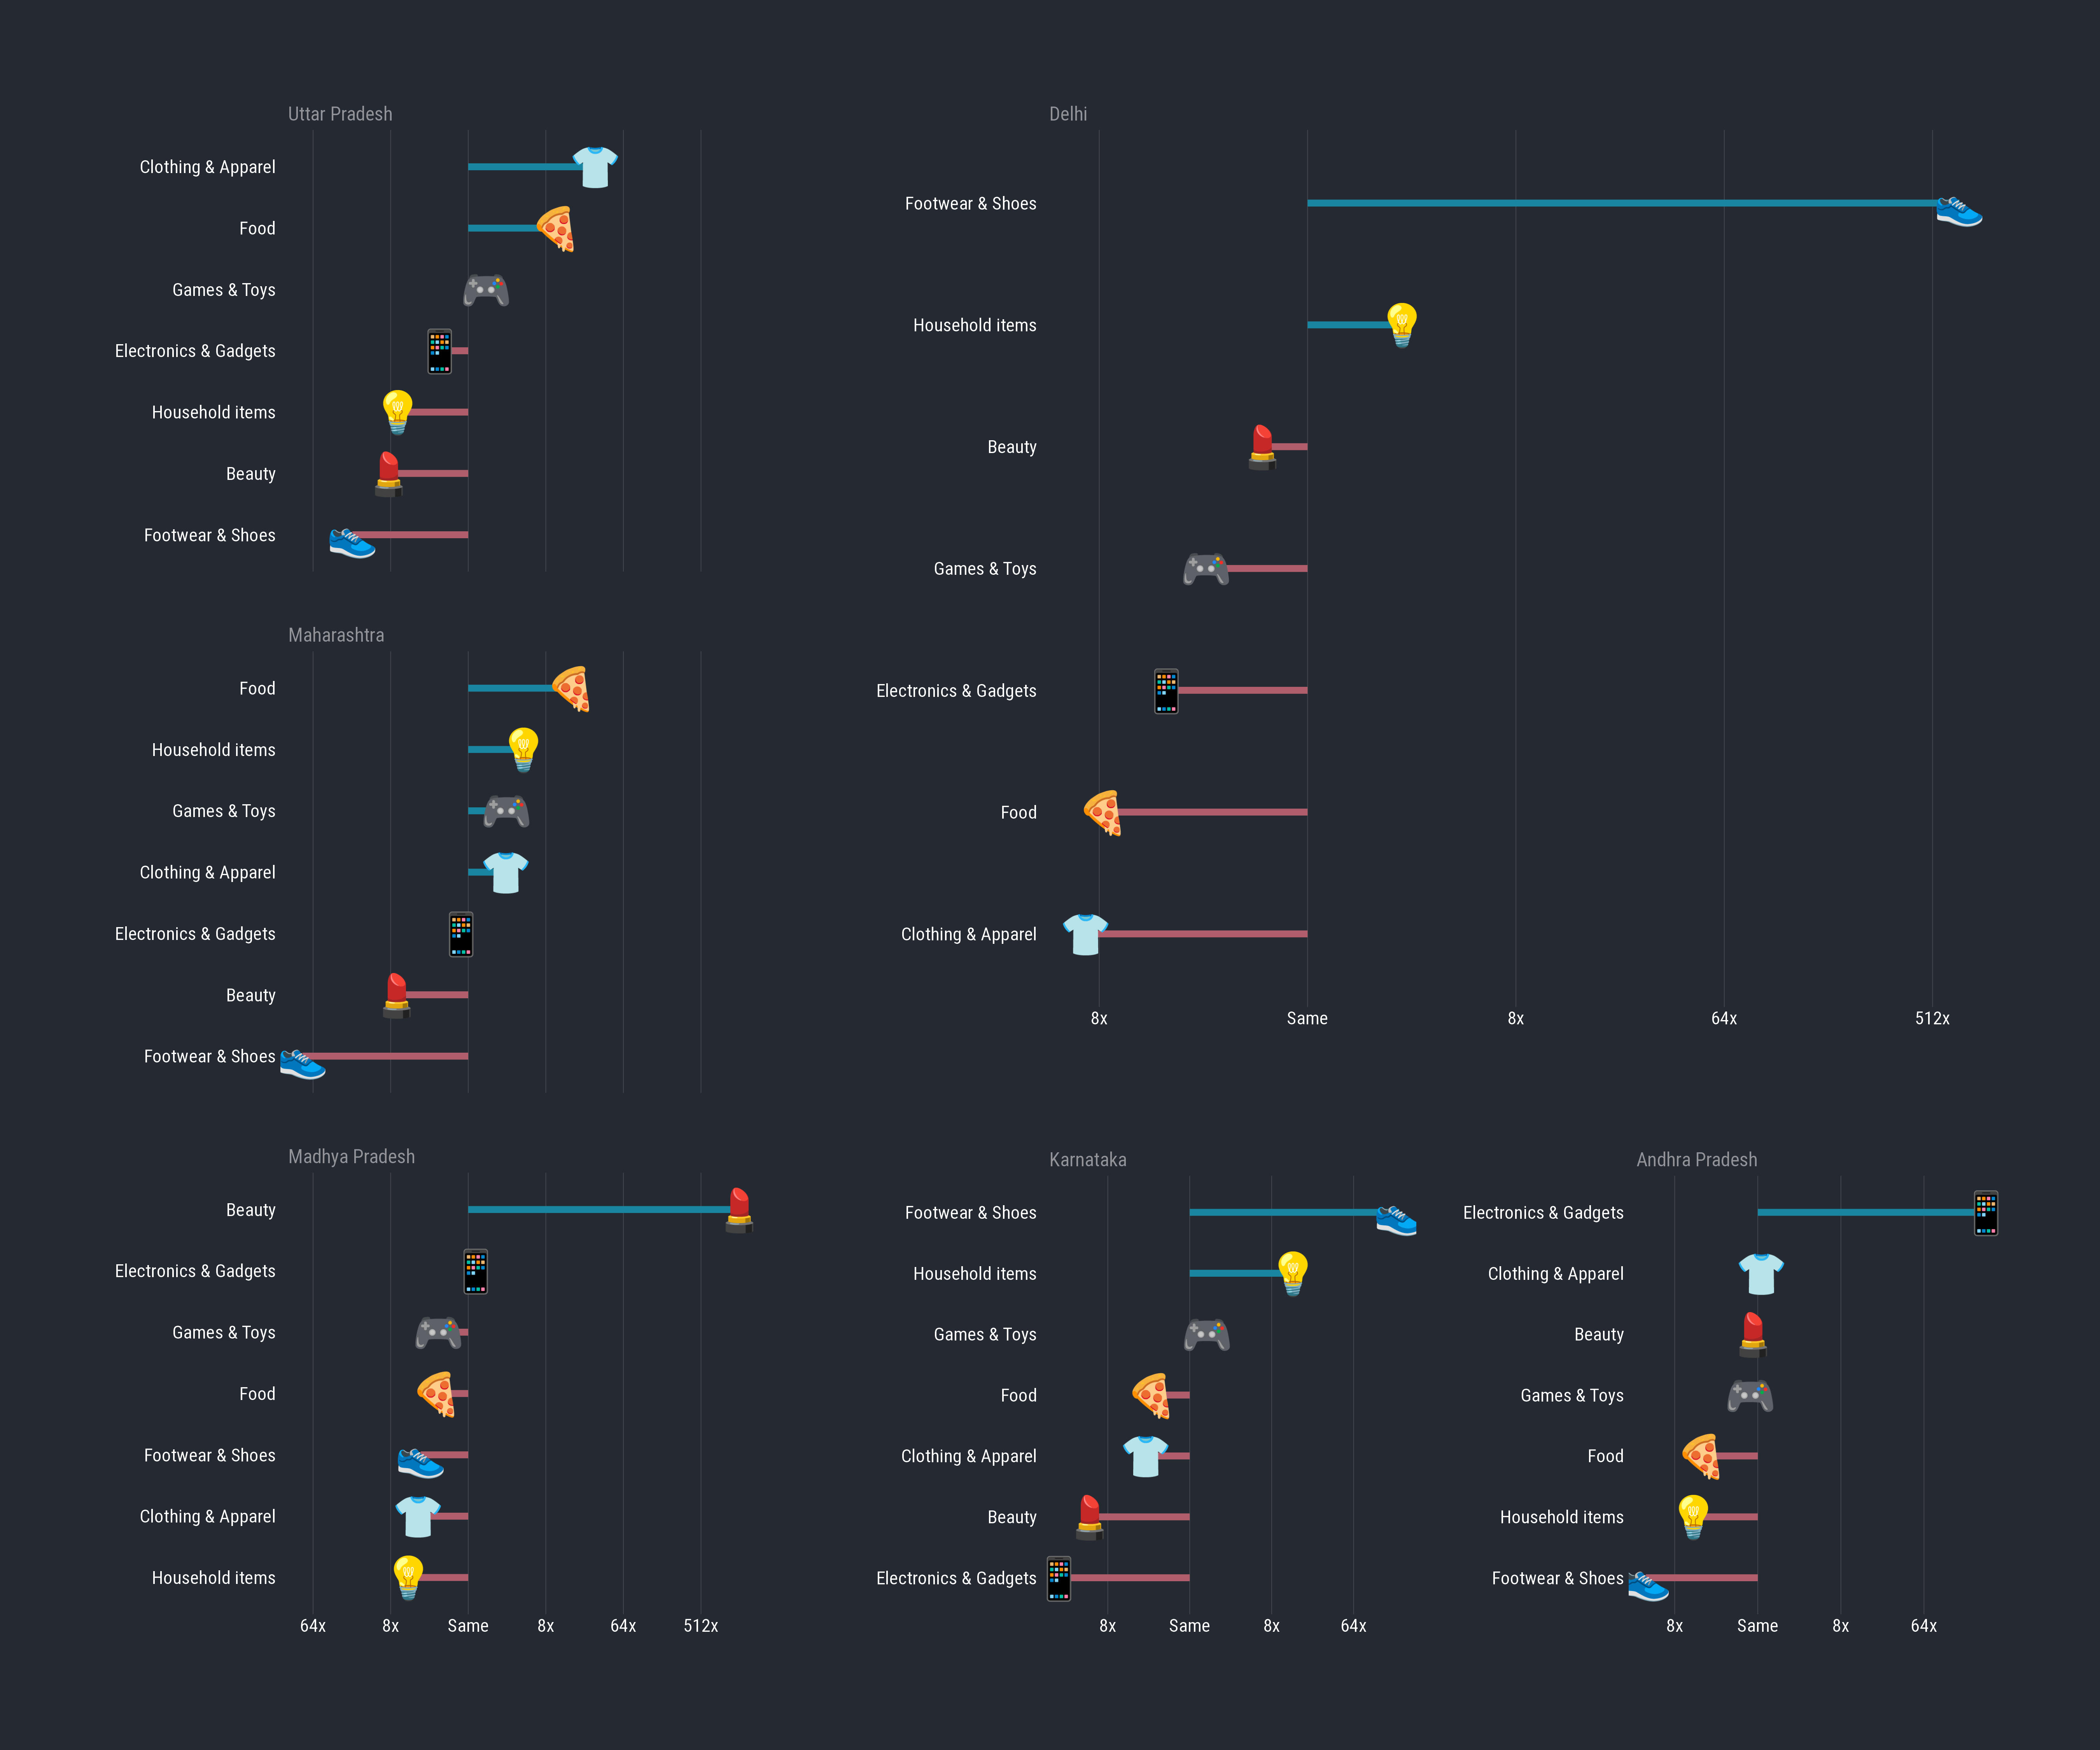 Uttar Pradesh
Clothing & Apparel
Food
Games & Toys
Electronics & Gadgets
Household items
Beauty
Footwear & Shoes
Maharashtra
Food
Household items
Games & Toys
Clothing & Apparel
Electronics & Gadgets
Beauty
Footwear & Shoes
Madhya Pradesh
Beauty
Electronics & Gadgets
Games & Toys
Food
Footwear & Shoes
Clothing & Apparel
Household items
64x 8x Same 8x 64x 512x
Delhi
Footwear & Shoes
Household items
Beauty
Games & Toys
Electronics & Gadgets
Food
Clothing & Apparel
8x Same 8x 64x 512x
Karnataka
Footwear & Shoes
Household items
Games & Toys
Food
Clothing & Apparel
Beauty
Electronics & Gadgets
8x Same 8x 64x
Andhra Pradesh
Electronics & Gadgets
Clothing & Apparel
Beauty
Games & Toys
Food
Household items
Footwear & Shoes
8x Same 8x 64x